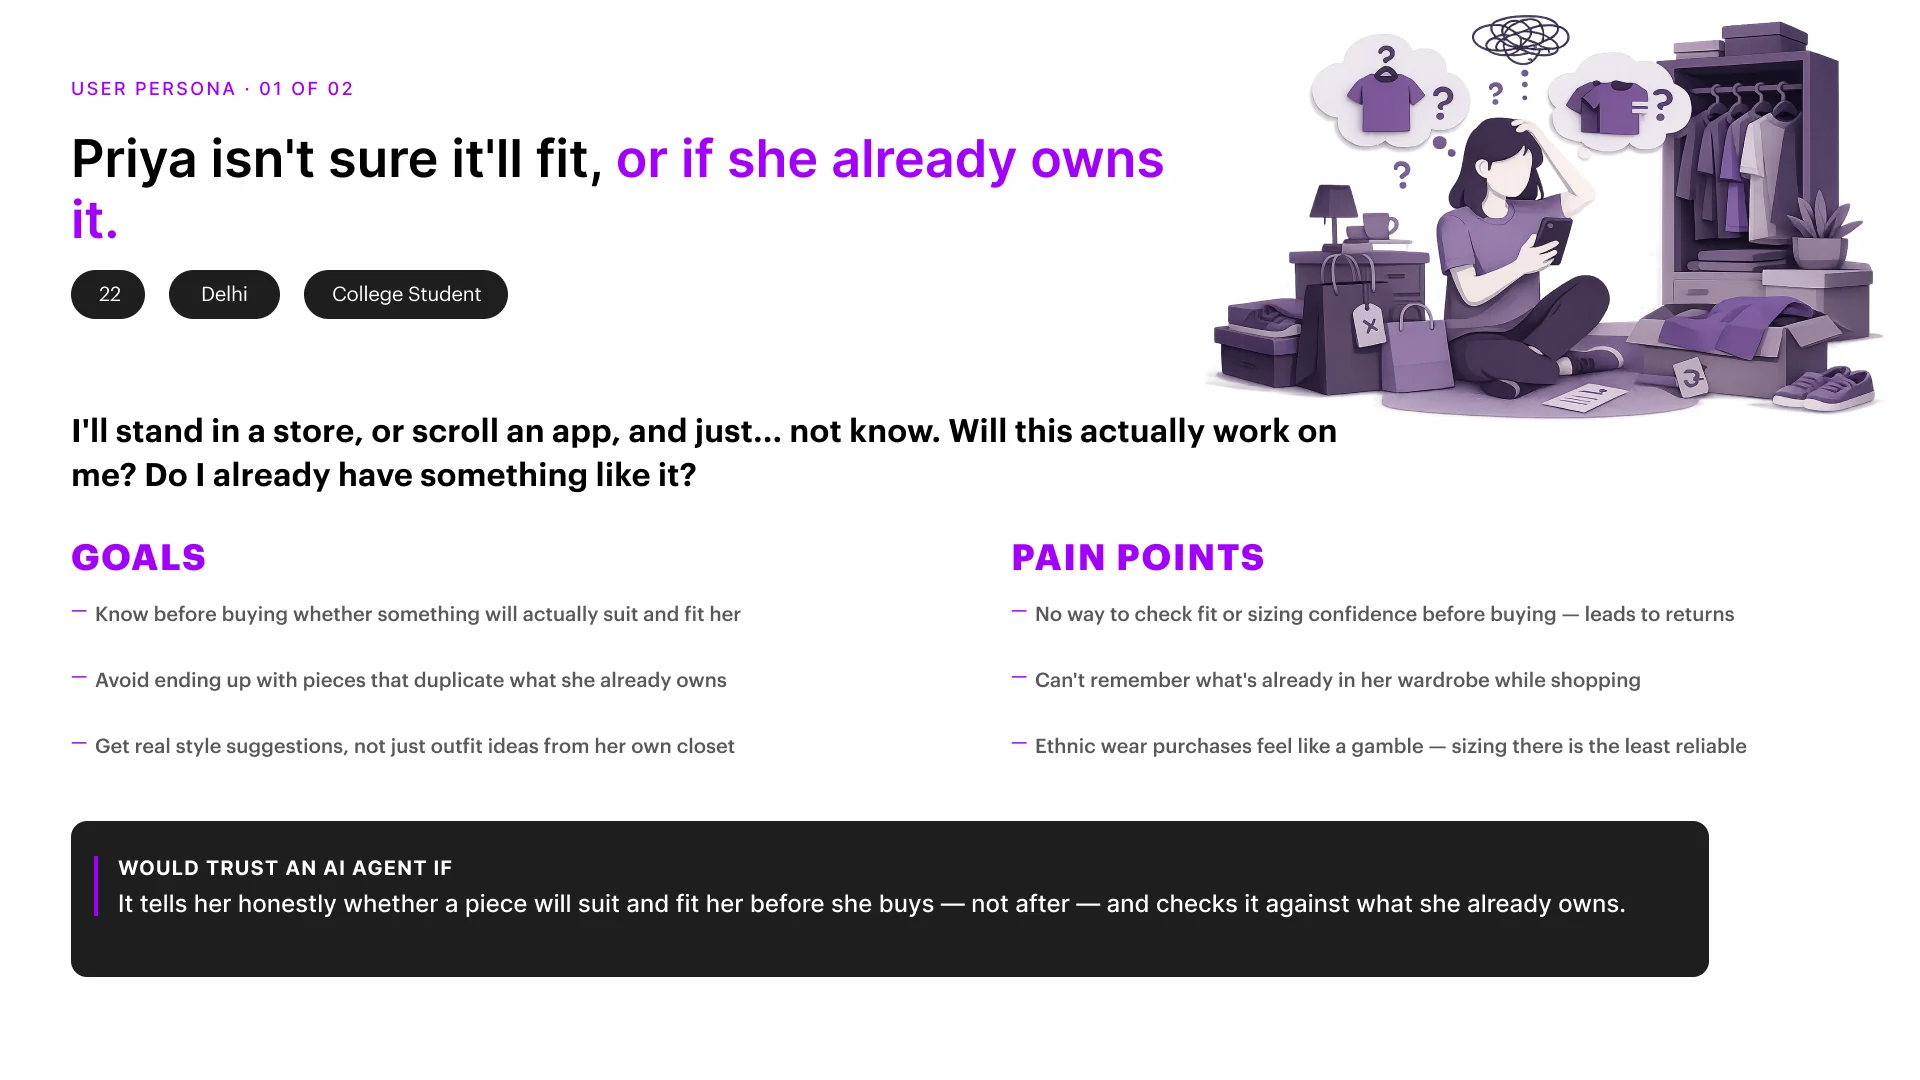 USER PERSONA · 01 OF 02
Priya isn't sure it'll fit, or if she already owns
it.
22
Delhi
College Student
I'll stand in a store, or scroll an app, and just... not know. Will this actually work on
me? Do I already have something like it?
GOALS
— Know before buying whether something will actually suit and fit her
— Avoid ending up with pieces that duplicate what she already owns
— Get real style suggestions, not just outfit ideas from her own closet
PAIN POINTS
— No way to check fit or sizing confidence before buying — leads to returns
— Can't remember what's already in her wardrobe while shopping
— Ethnic wear purchases feel like a gamble — sizing there is the least reliable
WOULD TRUST AN AI AGENT IF
It tells her honestly whether a piece will suit and fit her before she buys — not after — and checks it against what she already owns.